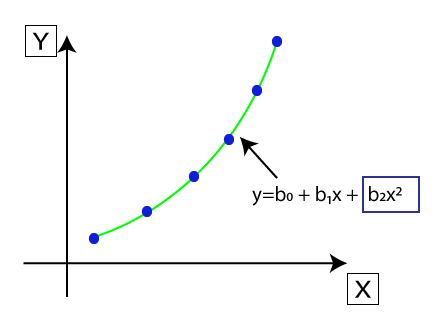 Y
y=b₀ + b₁x + b₂x²
X